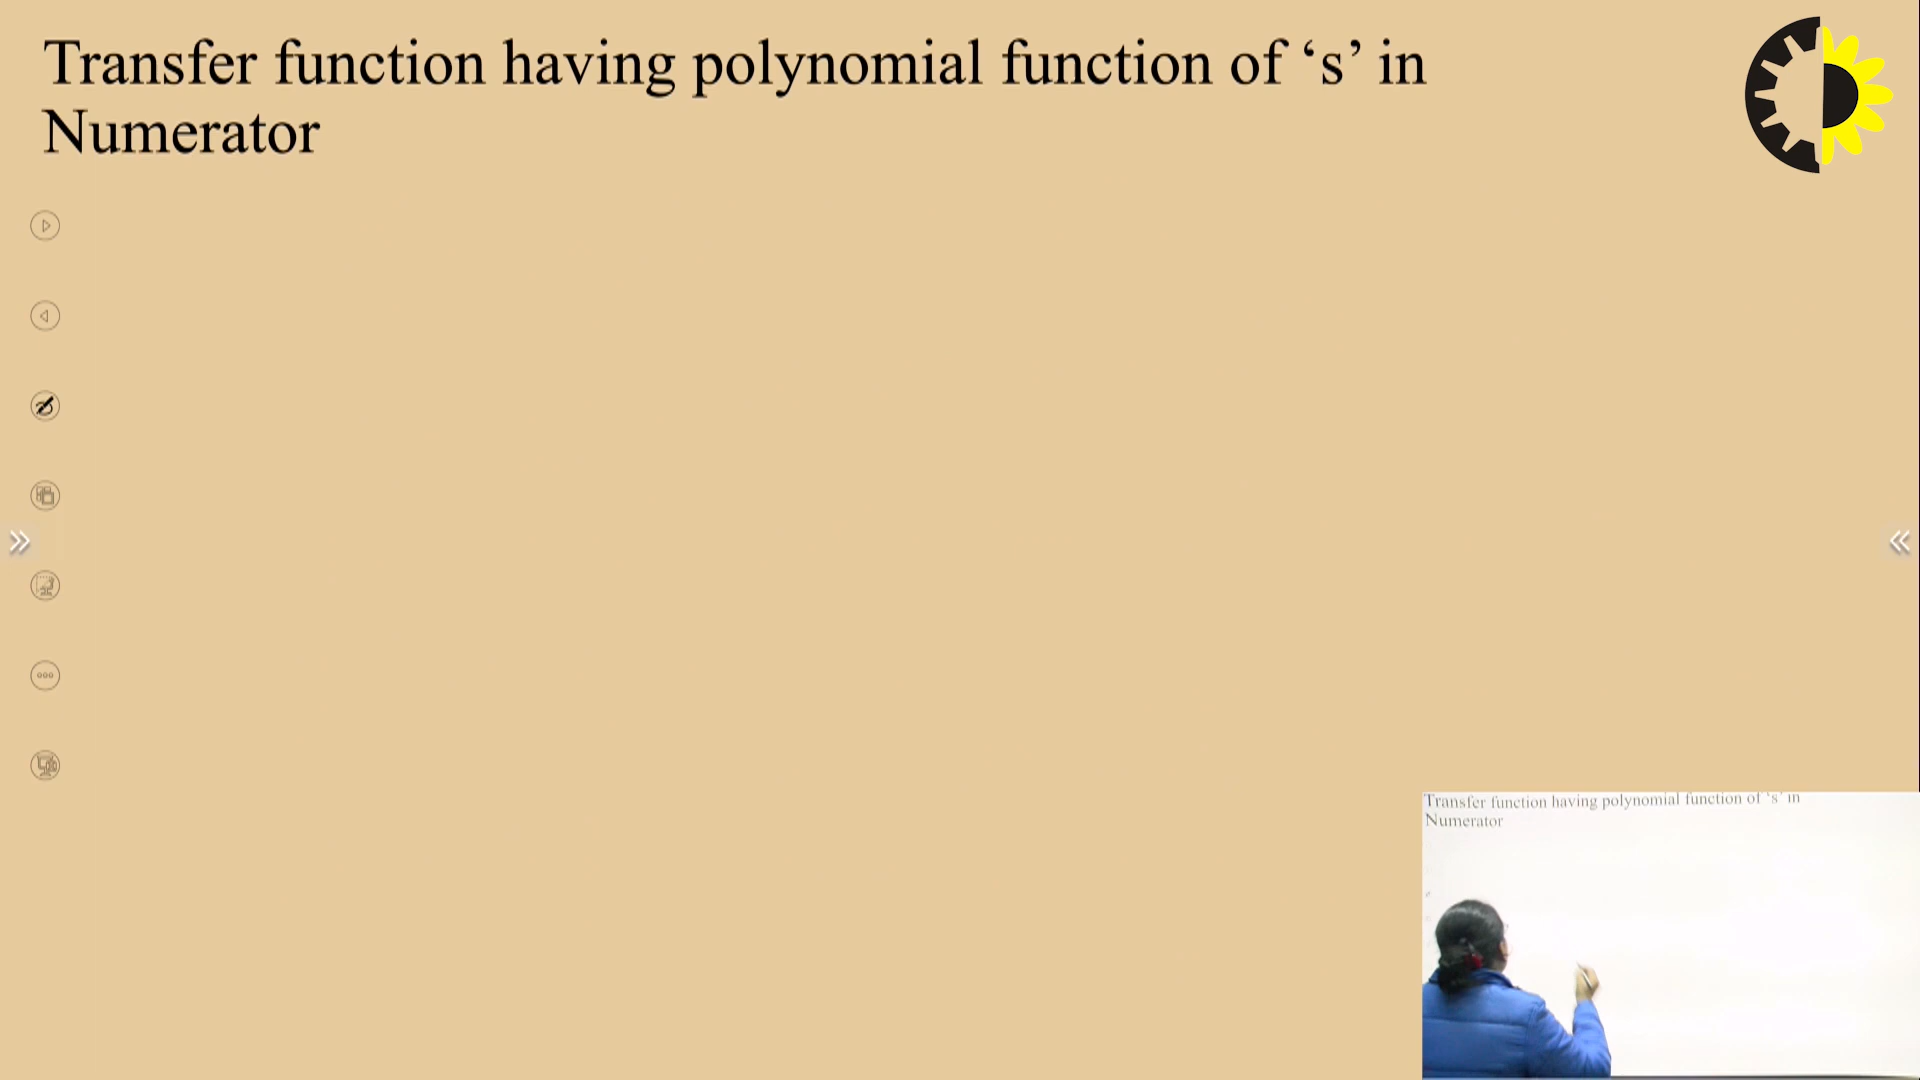 Transfer function having polynomial function of ‘s’ in
Numerator
Transfer function having polynomial function of ‘s’ in
Numerator